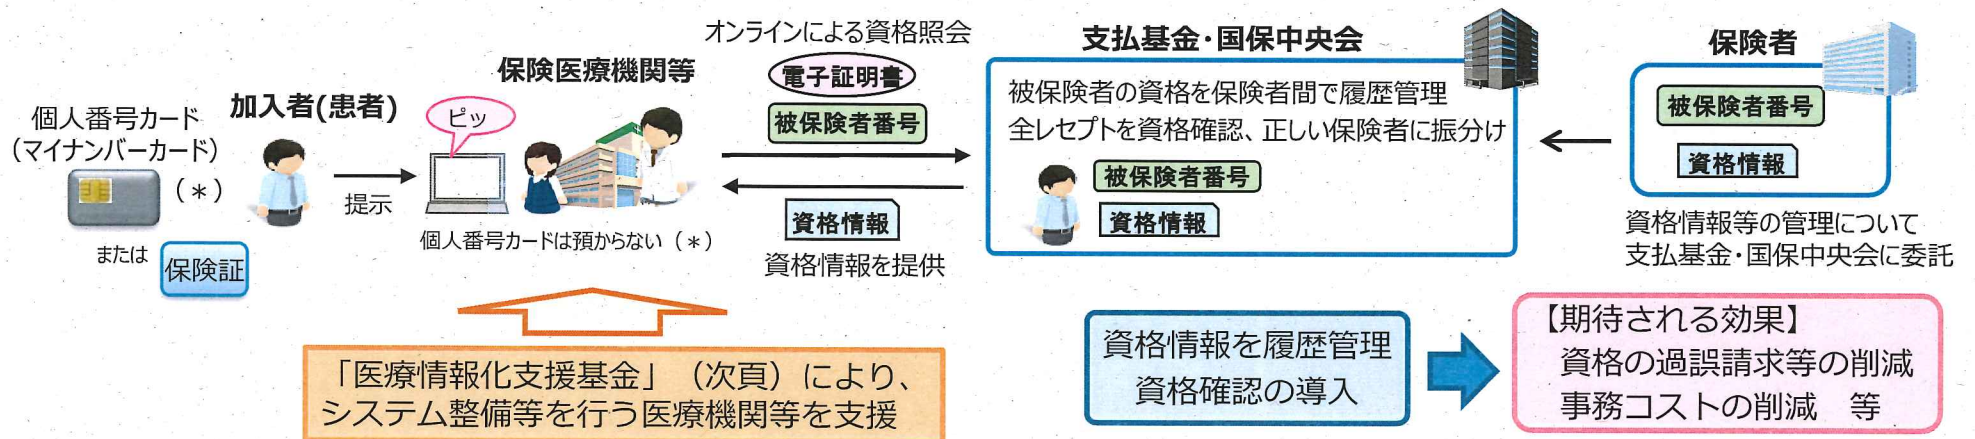 個人番号カード
（マイナンバーカード）
（＊）
または
保険証
加入者(患者)
提示
保険医療機関等
ピッ
個人番号カードは預からない（＊）
オンラインによる資格照会
電子証明書
被保険者番号
資格情報
資格情報を提供
支払基金・国保中央会
被保険者の資格を保険者間で履歴管理
全レセプトを資格確認、正しい保険者に振分け
被保険者番号
資格情報
保険者
被保険者番号
資格情報
資格情報等の管理について
支払基金・国保中央会に委託
「医療情報化支援基金」（次頁）により、
システム整備等を行う医療機関等を支援
資格情報を履歴管理
資格確認の導入
【期待される効果】
資格の過誤請求等の削減
事務コストの削減　等